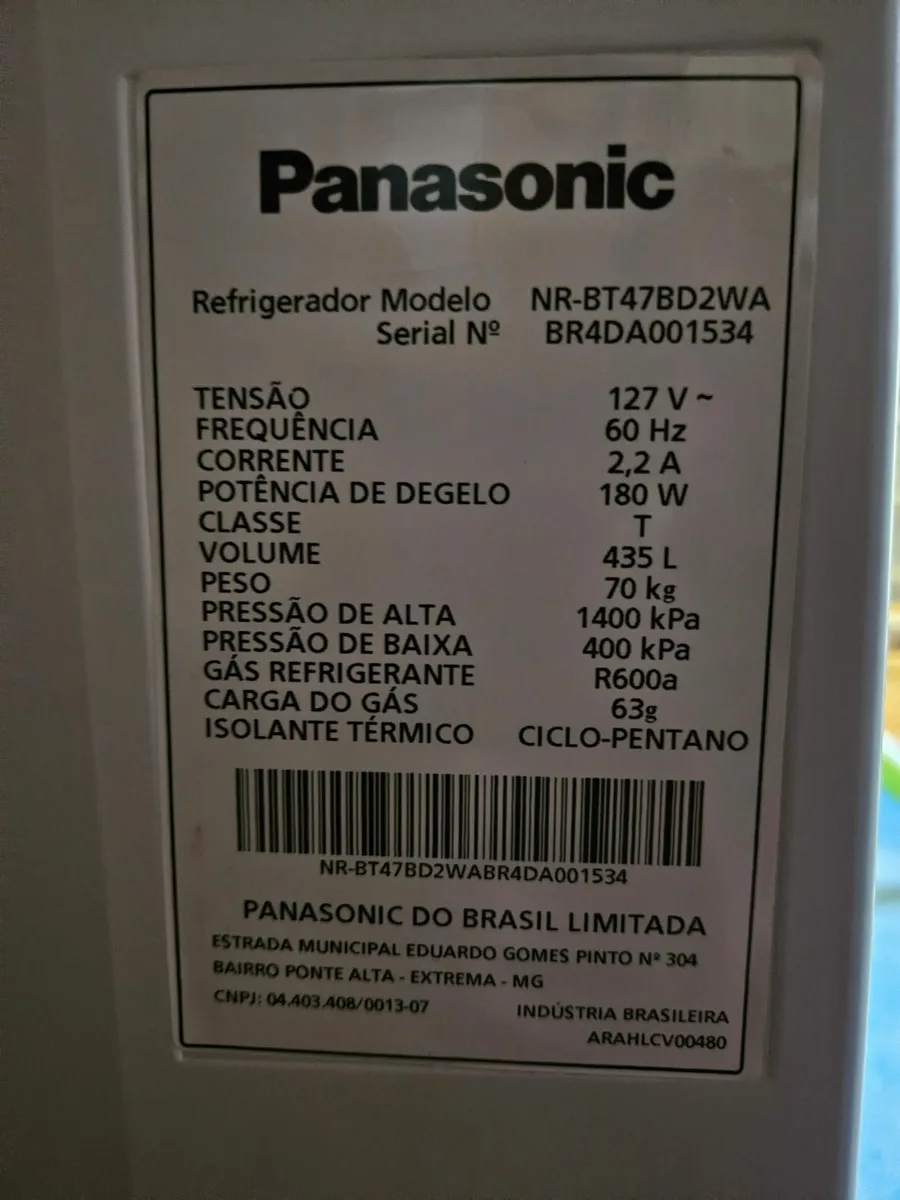 Panasonic
Refrigerador Modelo NR-BT47BD2WA
Serial Nº BR4DA001534
TENSÃO 127 V ~
FREQUÊNCIA 60 Hz
CORRENTE 2,2 A
POTÊNCIA DE DEGELO 180 W
CLASSE T
VOLUME 435 L
PESO 70 kg
PRESSÃO DE ALTA 1400 kPa
PRESSÃO DE BAIXA 400 kPa
GÁS REFRIGERANTE R600a
CARGA DO GÁS 63g
ISOLANTE TÉRMICO CICLO-PENTANO
NR-BT47BD2WABR4DA001534
PANASONIC DO BRASIL LIMITADA
ESTRADA MUNICIPAL EDUARDO GOMES PINTO Nº 304
BAIRRO PONTE ALTA - EXTREMA - MG
CNPJ: 04.403.408/0013-07
INDÚSTRIA BRASILEIRA
ARAHLCV00480